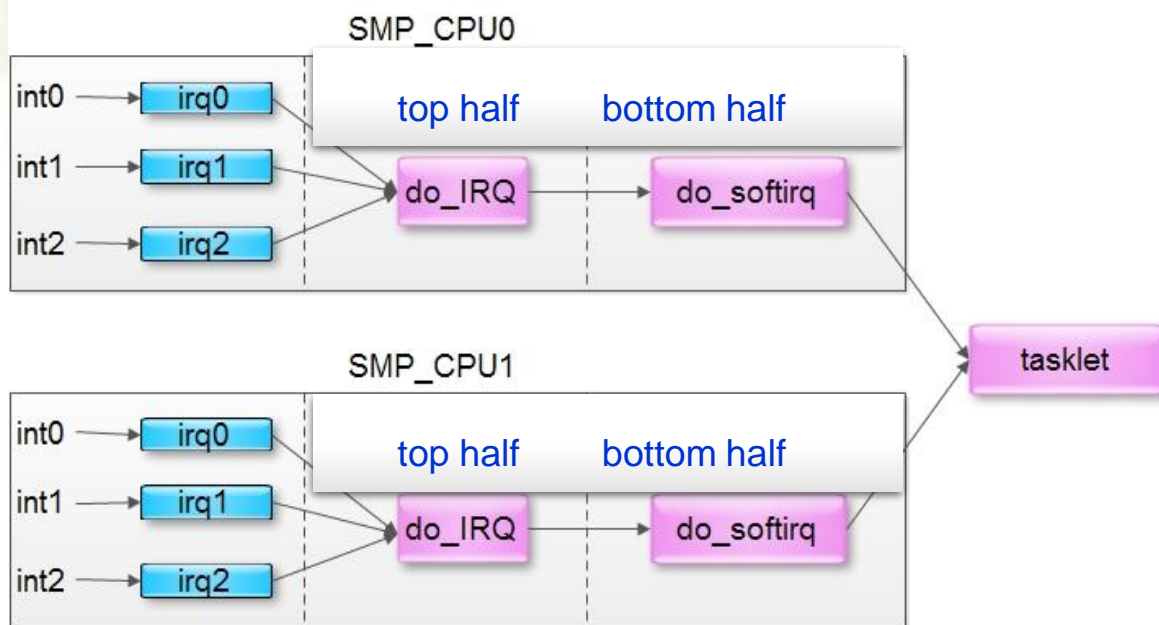 SMP_CPU0
top half bottom half
int0 irq0
int1 irq1
do_IRQ do_softirq
int2 irq2
tasklet
SMP_CPU1
top half bottom half
int0 irq0
int1 irq1
do_IRQ do_softirq
int2 irq2